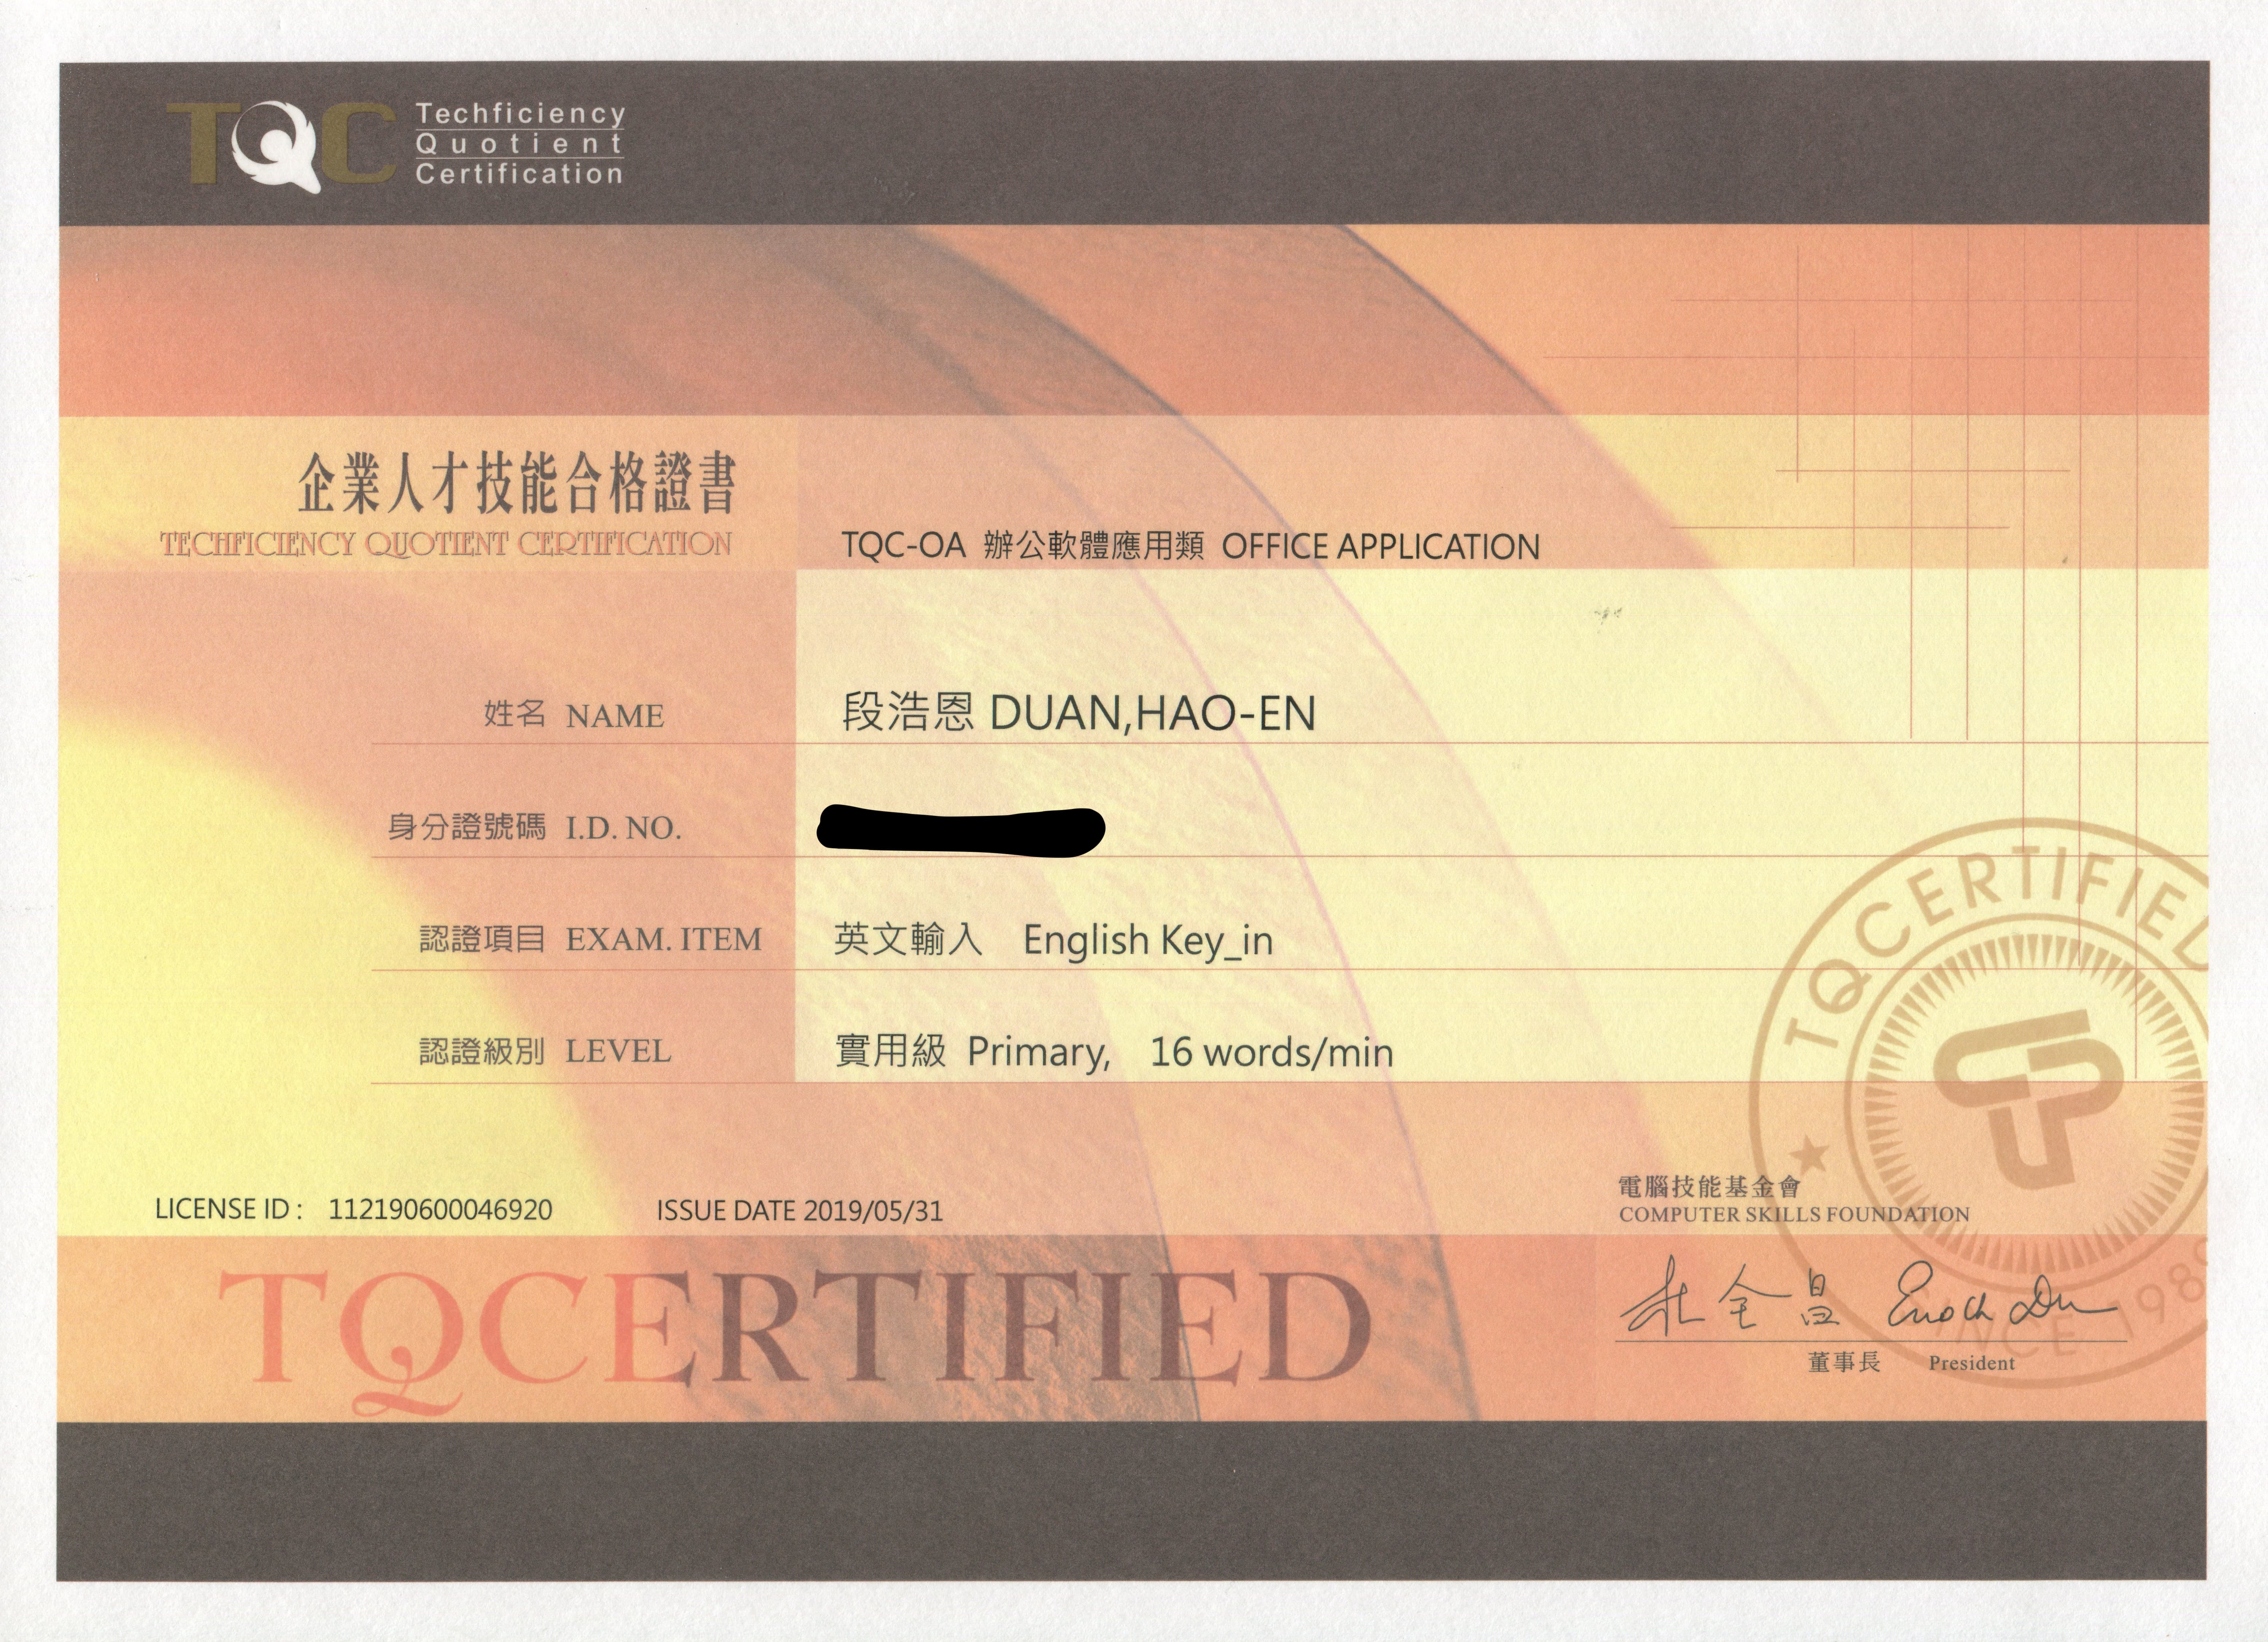 TQC
Techficiency
Quotient
Certification
企業人才技能合格證書
TECHFICIENCY QUOTIENT CERTIFICATION
TQC-OA 辦公軟體應用類 OFFICE APPLICATION
姓名 NAME 段浩恩 DUAN,HAO-EN
身分證號碼 I.D. NO.
認證項目 EXAM. ITEM 英文輸入 English Key_in
認證級別 LEVEL 實用級 Primary, 16 words/min
TQCERTIFIED
LICENSE ID : 112190600046920 ISSUE DATE 2019/05/31
電腦技能基金會
COMPUTER SKILLS FOUNDATION
TQCERTIFIED
杜全昌 Enoch Du
董事長 President